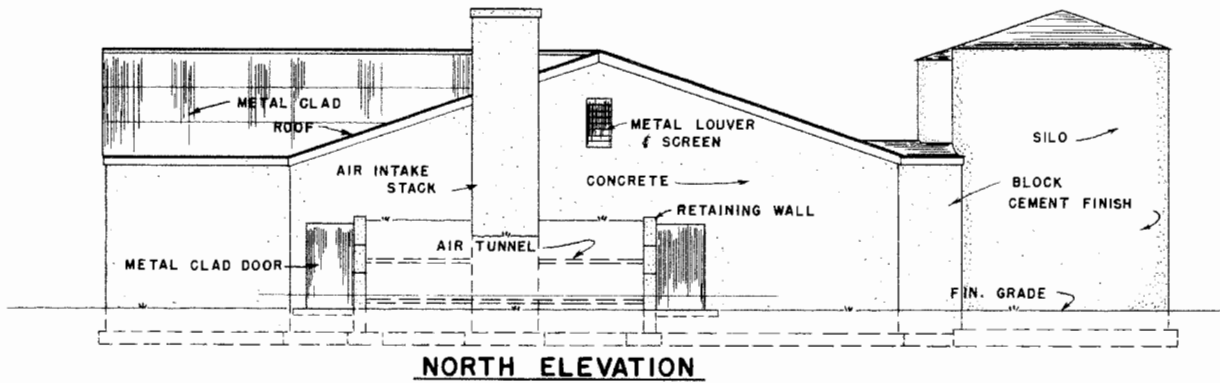 METAL CLAD
ROOF
METAL LOUVER
& SCREEN
SILO
AIR INTAKE
STACK
CONCRETE
BLOCK
CEMENT FINISH
RETAINING WALL
AIR TUNNEL
METAL CLAD DOOR
FIN. GRADE
NORTH ELEVATION